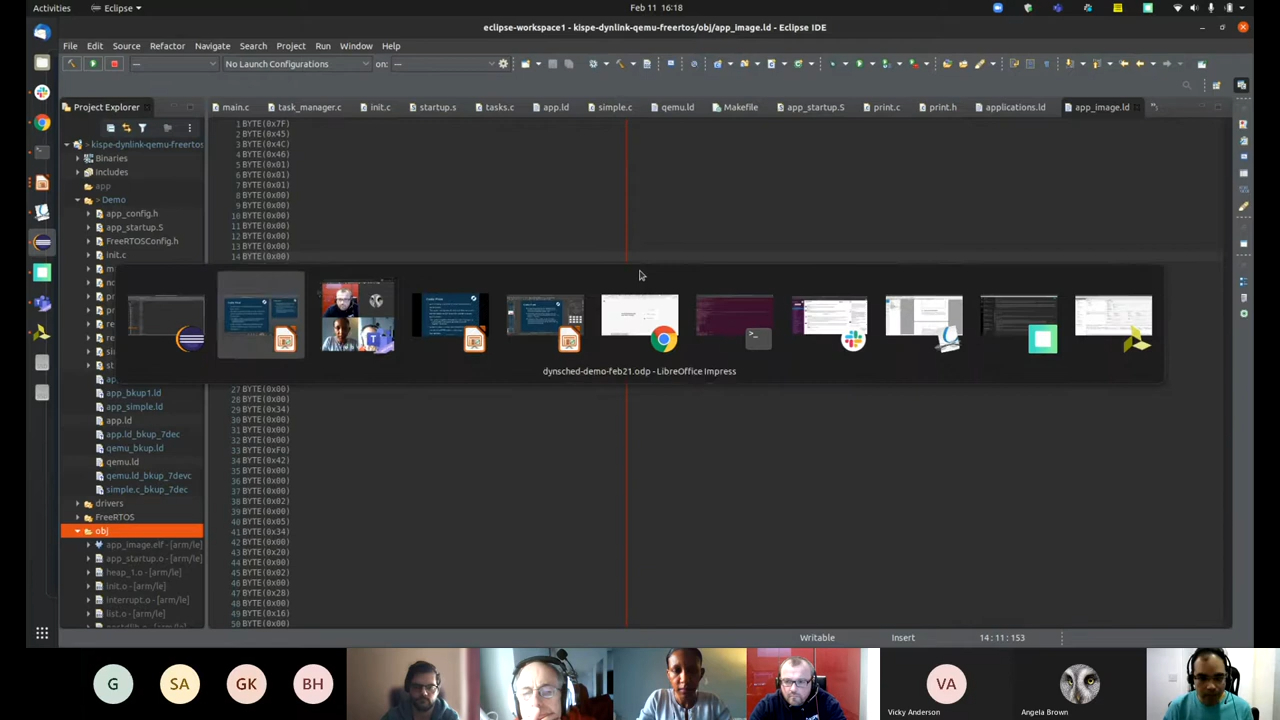 Activities
Eclipse
Feb 11 16:18
eclipse-workspace1 - kispe-dynlink-qemu-freertos/obj/app_image.ld - Eclipse IDE
File Edit Source Refactor Navigate Search Project Run Window Help
No Launch Configurations
on:
Project Explorer
main.c
task_manager.c
init.c
startup.s
tasks.c
app.ld
simple.c
qemu.ld
Makefile
app_startup.S
print.c
print.h
applications.ld
app_image.ld
> kispe-dynlink-qemu-freertos
Binaries
Includes
app
> Demo
app_config.h
app_startup.S
FreeRTOSConfig.h
init.c
app_bkup1.ld
app_simple.ld
app.ld
app.ld_bkup_7dec
qemu_bkup.ld
qemu.ld
qemu.ld_bkup_7devc
simple.c_bkup_7dec
drivers
FreeRTOS
obj
app_image.elf - [arm/le]
app_startup.o - [arm/le]
heap_1.o - [arm/le]
init.o - [arm/le]
interrupt.o - [arm/le]
list.o - [arm/le]
1 BYTE(0x7F)
2 BYTE(0x45)
3 BYTE(0x4C)
4 BYTE(0x46)
5 BYTE(0x01)
6 BYTE(0x01)
7 BYTE(0x01)
8 BYTE(0x00)
9 BYTE(0x00)
10 BYTE(0x00)
11 BYTE(0x00)
12 BYTE(0x00)
13 BYTE(0x00)
14 BYTE(0x00)
dynsched-demo-feb21.odp - LibreOffice Impress
27 BYTE(0x00)
28 BYTE(0x00)
29 BYTE(0x34)
30 BYTE(0x00)
31 BYTE(0x00)
32 BYTE(0x00)
33 BYTE(0xF0)
34 BYTE(0x42)
35 BYTE(0x00)
36 BYTE(0x00)
37 BYTE(0x00)
38 BYTE(0x02)
39 BYTE(0x00)
40 BYTE(0x05)
41 BYTE(0x34)
42 BYTE(0x00)
43 BYTE(0x20)
44 BYTE(0x00)
45 BYTE(0x02)
46 BYTE(0x00)
47 BYTE(0x28)
48 BYTE(0x00)
49 BYTE(0x16)
50 BYTE(0x00)
Writable
Insert
14 : 11 : 153
G
SA
GK
BH
VA
Vicky Anderson
Angela Brown